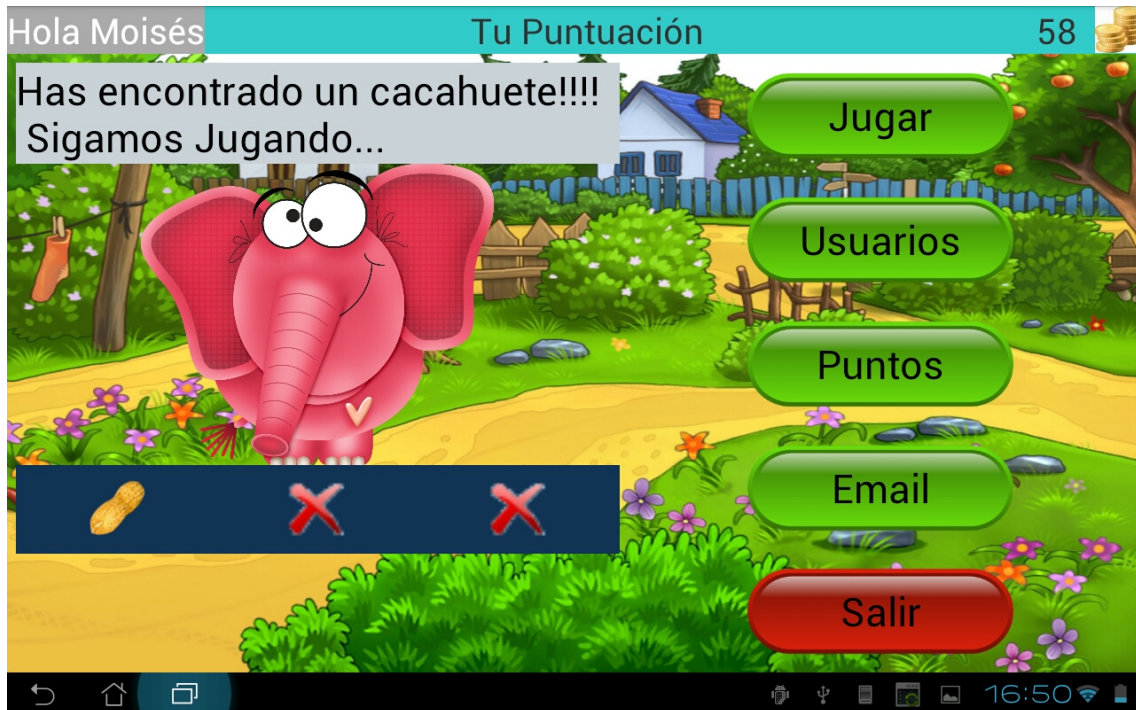 Hola Moisés
Tu Puntuación
58
Has encontrado un cacahuete!!!!
Sigamos Jugando...
Jugar
Usuarios
Puntos
Email
Salir
16:50